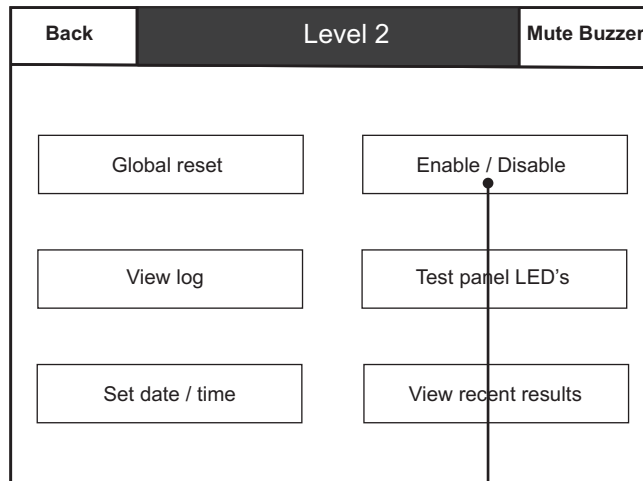 Back
Level 2
Mute Buzzer
Global reset
Enable / Disable
View log
Test panel LED’s
Set date / time
View recent results